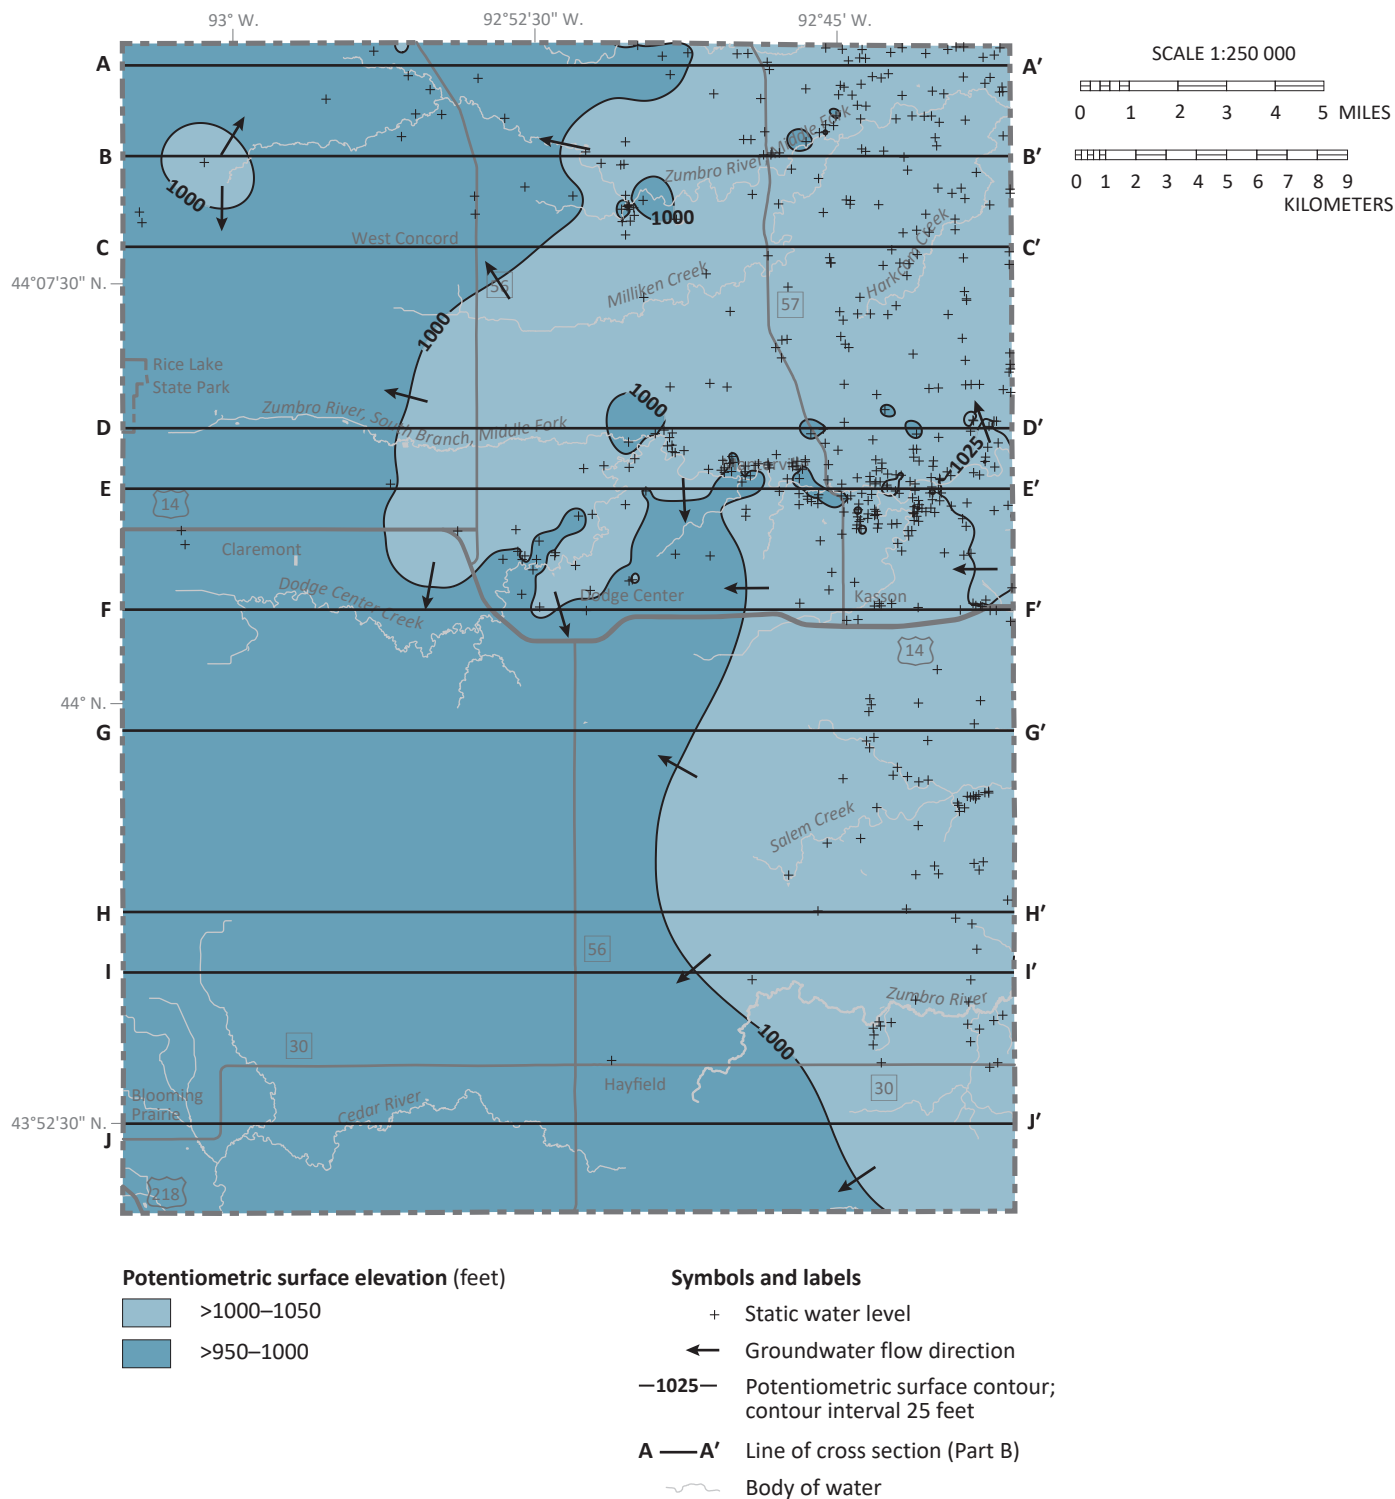 93° W.
92°52'30" W.
92°45' W.
A
A′
B
B′
1000
Zumbro River, Middle Fork
1000
C
West Concord
C′
Harkcom Creek
44°07'30" N.
Milliken Creek
56
57
1000
Rice Lake
State Park
1000
Zumbro River, South Branch, Middle Fork
D
D′
1025
E
E′
14
Claremont
Dodge Center Creek
Dodge Center
Kasson
F
F′
14
44° N.
G
G′
Salem Creek
H
H′
56
I
I′
Zumbro River
1000
30
Hayfield
30
Blooming
Prairie
Cedar River
43°52'30" N.
J
J′
218
SCALE 1:250 000
0 1 2 3 4 5 MILES
0 1 2 3 4 5 6 7 8 9
KILOMETERS
Potentiometric surface elevation (feet)
>1000–1050
>950–1000
Symbols and labels
Static water level
Groundwater flow direction
1025
Potentiometric surface contour;
contour interval 25 feet
A A′ Line of cross section (Part B)
Body of water